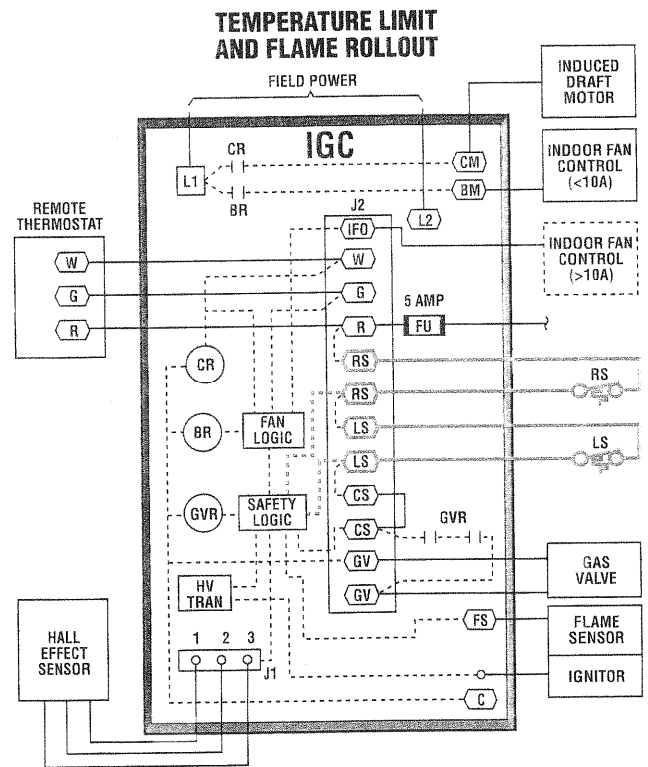 TEMPERATURE LIMIT
AND FLAME ROLLOUT
FIELD POWER
INDUCED
DRAFT
MOTOR
IGC
CR
L1
CM
BM
BR
INDOOR FAN
CONTROL
(<10A)
J2
L2
REMOTE
THERMOSTAT
IFO
INDOOR FAN
CONTROL
(>10A)
W
W
G
G
5 AMP
R
R
FU
CR
RS
RS
RS
BR
FAN
LOGIC
LS
LS
LS
CS
GVR
SAFETY
LOGIC
CS
GVR
GV
GAS
VALVE
HV
TRAN
GV
FS
FLAME
SENSOR
HALL
EFFECT
SENSOR
1 2 3
J1
IGNITOR
C